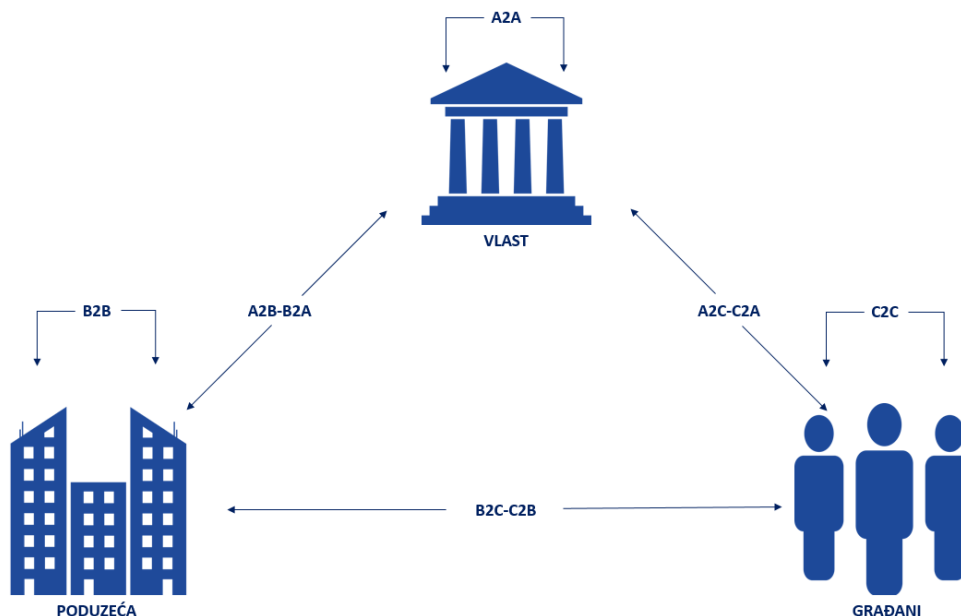 A2A
VLAST
A2B-B2A
A2C-C2A
B2B
C2C
B2C-C2B
PODUZEĆA
GRAĐANI